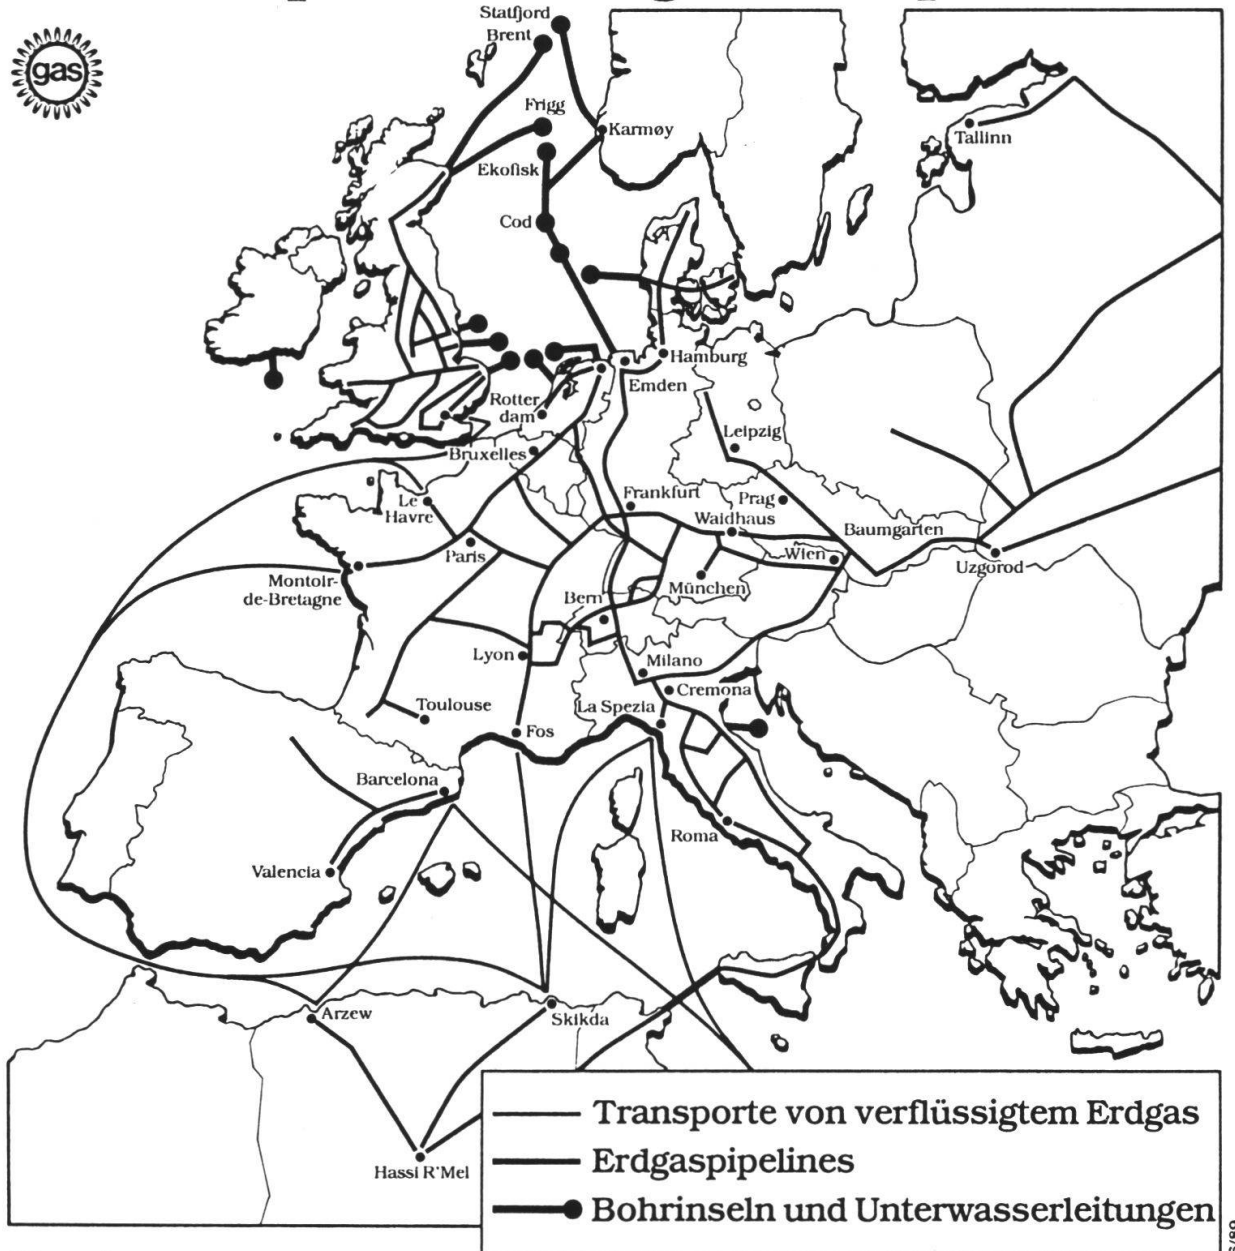 gas
Statfjord
Brent
Frigg
Karmøy
Tallinn
Ekofisk
Cod
Hamburg
Emden
Rotter
dam
Leipzig
Bruxelles
Le
Havre
Frankfurt
Prag
Waidhaus
Baumgarten
Paris
Wien
Uzgorod
Montoir-
de-Bretagne
München
Bern
Lyon
Milano
Cremona
Toulouse
La Spezia
Fos
Barcelona
Roma
Valencia
Arzew
Skikda
Hassi R'Mel
Transporte von verflüssigtem Erdgas
Erdgaspipelines
Bohrinseln und Unterwasserleitungen